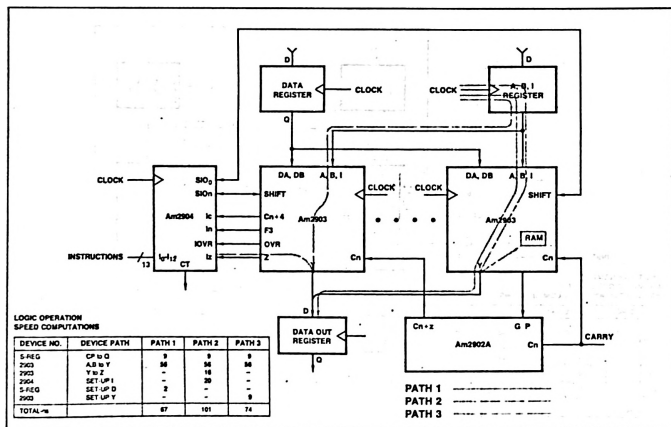 D
D
DATA
REGISTER
CLOCK
CLOCK
A, B, I
REGISTER
Q
CLOCK
SIO0
SIOn
Am2904
Ic
In
IOVR
INSTRUCTIONS
13
I0-I12
Iz
CT
DA, DB
A, B, I
SHIFT
Cn+4
Am2903
F3
OVR
Z
CLOCK
CLOCK
DA, DB
A, B, I
SHIFT
Am2903
RAM
Cn
Cn
D
DATA OUT
REGISTER
Q
Cn+z
G P
Cn
Am2902A
CARRY
LOGIC OPERATION
SPEED COMPUTATIONS
DEVICE NO. DEVICE PATH PATH 1 PATH 2 PATH 3
S-REG CP to Q 9 9 9
2903 A,B to Y 56 56 56
2903 Y to Z – 16 –
2904 SET-UP I – 20 –
S-REG SET-UP D 2 – –
2903 SET UP Y – – 9
TOTAL-ns 67 101 74
PATH 1
PATH 2
PATH 3